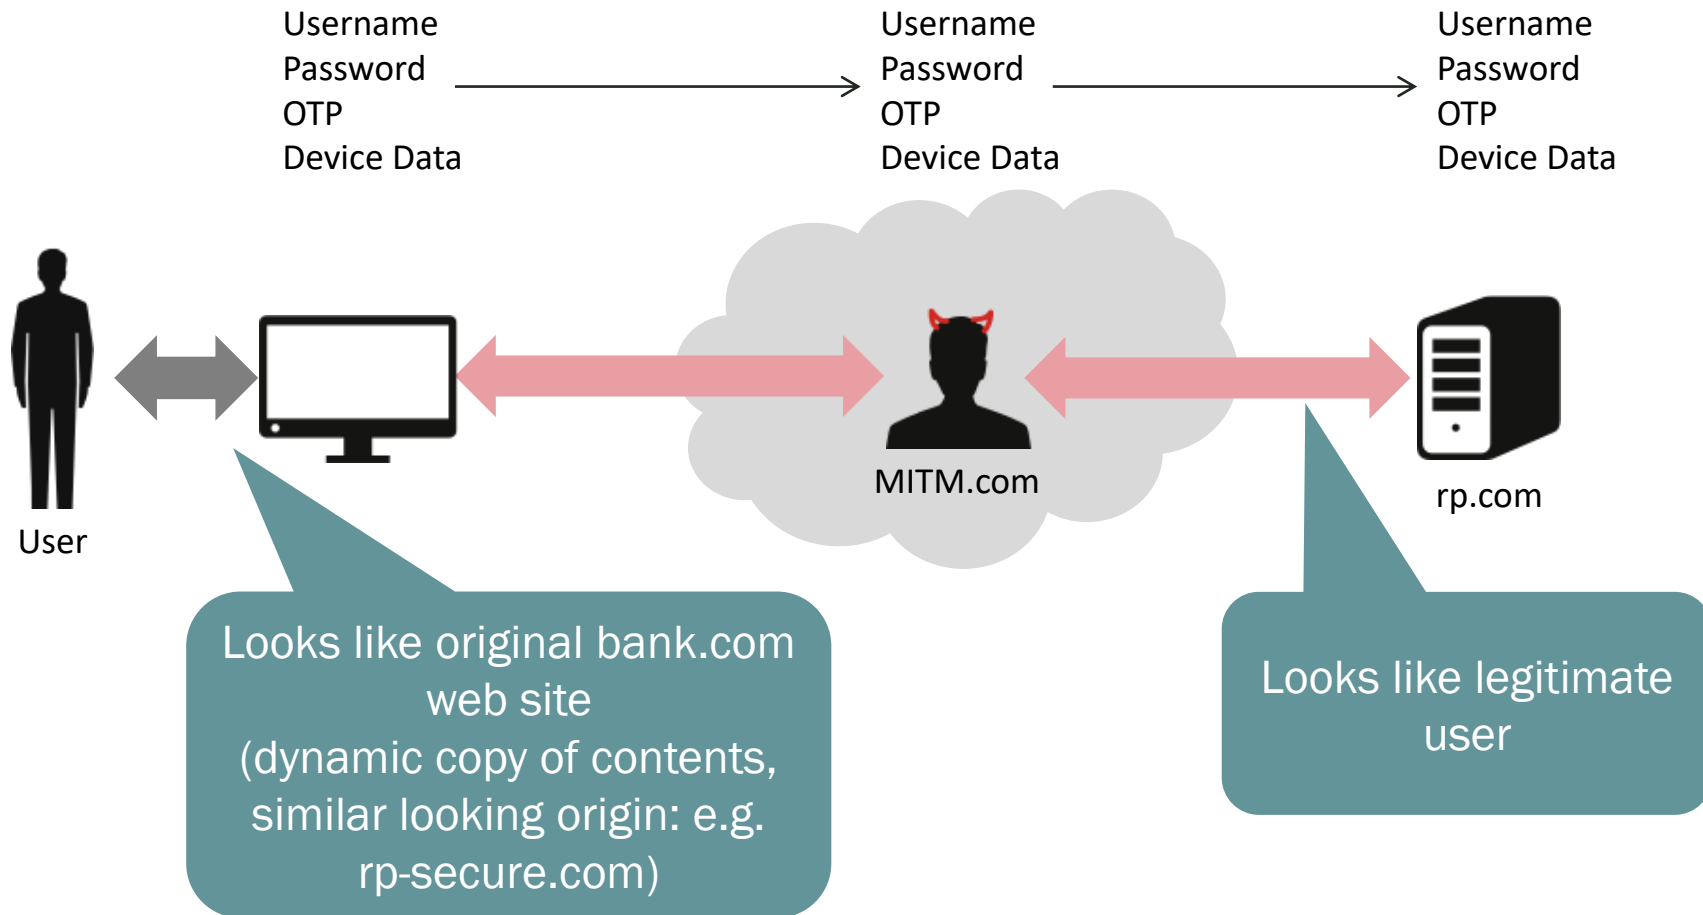 Username
Password
OTP
Device Data
Username
Password
OTP
Device Data
Username
Password
OTP
Device Data
User
MITM.com
rp.com
Looks like original bank.com
web site
(dynamic copy of contents,
similar looking origin: e.g.
rp-secure.com)
Looks like legitimate
user